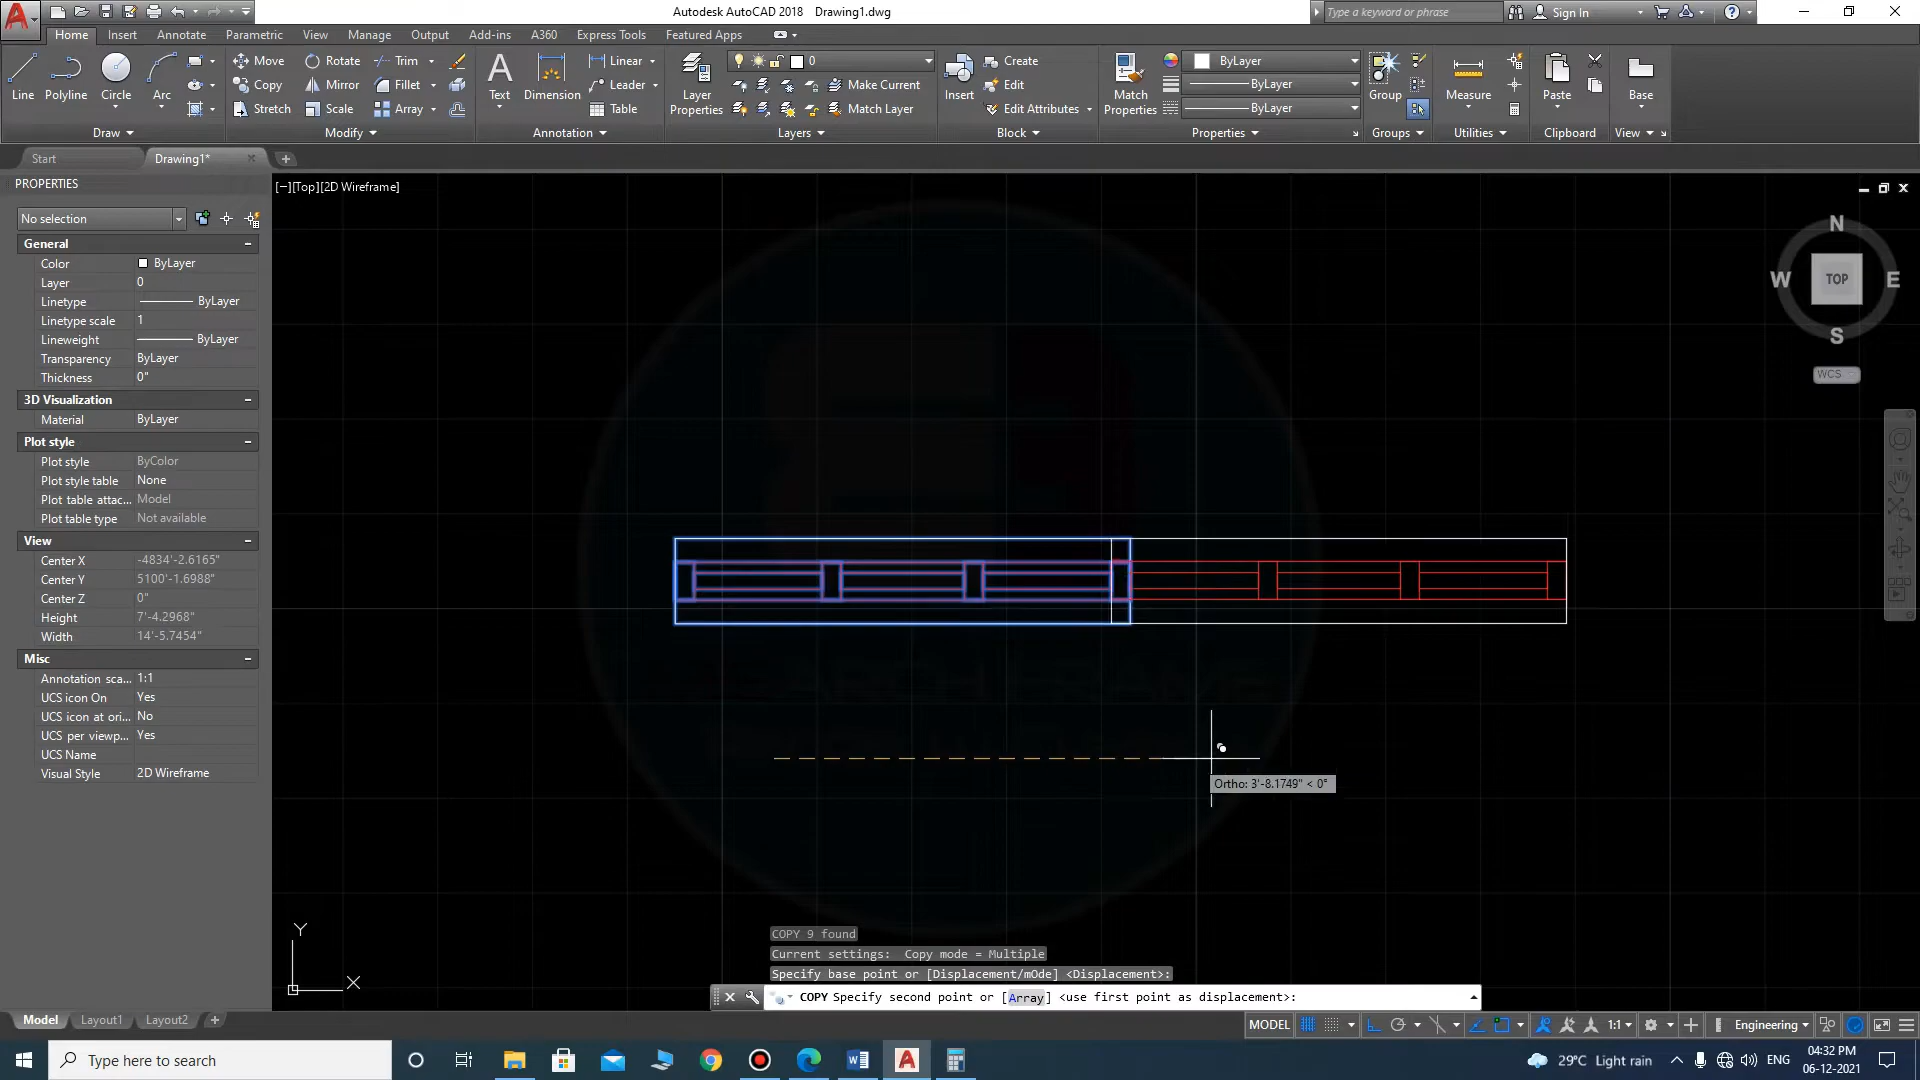 Autodesk AutoCAD 2018 Drawing1.dwg
Type a keyword or phrase
Sign In
Home Insert Annotate Parametric View Manage Output Add-ins A360 Express Tools Featured Apps
Line Polyline Circle Arc
Move Rotate Trim
Copy Mirror Fillet
Stretch Scale Array
Text Dimension
Linear
Leader
Table
Layer Properties
0
Make Current
Match Layer
Insert
Create
Edit
Edit Attributes
Match Properties
ByLayer
ByLayer
ByLayer
Group
Measure
Paste
Base
Draw Modify Annotation Layers Block Properties Groups Utilities Clipboard View
Start Drawing1*
PROPERTIES
[−][Top][2D Wireframe]
No selection
General
Color ByLayer
Layer 0
Linetype ByLayer
Linetype scale 1
Lineweight ByLayer
Transparency ByLayer
Thickness 0"
3D Visualization
Material ByLayer
Plot style
Plot style ByColor
Plot style table None
Plot table attac... Model
Plot table type Not available
View
Center X -4834'-2.6165"
Center Y 5100'-1.6988"
Center Z 0"
Height 7'-4.2968"
Width 14'-5.7454"
Misc
Annotation sca... 1:1
UCS icon On Yes
UCS icon at ori... No
UCS per viewp... Yes
UCS Name
Visual Style 2D Wireframe
N
W TOP E
S
WCS
Ortho: 3'-8.1749" < 0°
Y
X
COPY 9 found
Current settings: Copy mode = Multiple
Specify base point or [Displacement/mOde] <Displacement>:
COPY Specify second point or [Array] <use first point as displacement>:
Model Layout1 Layout2
MODEL 1:1 Engineering
Type here to search
29°C Light rain
ENG
04:32 PM
06-12-2021